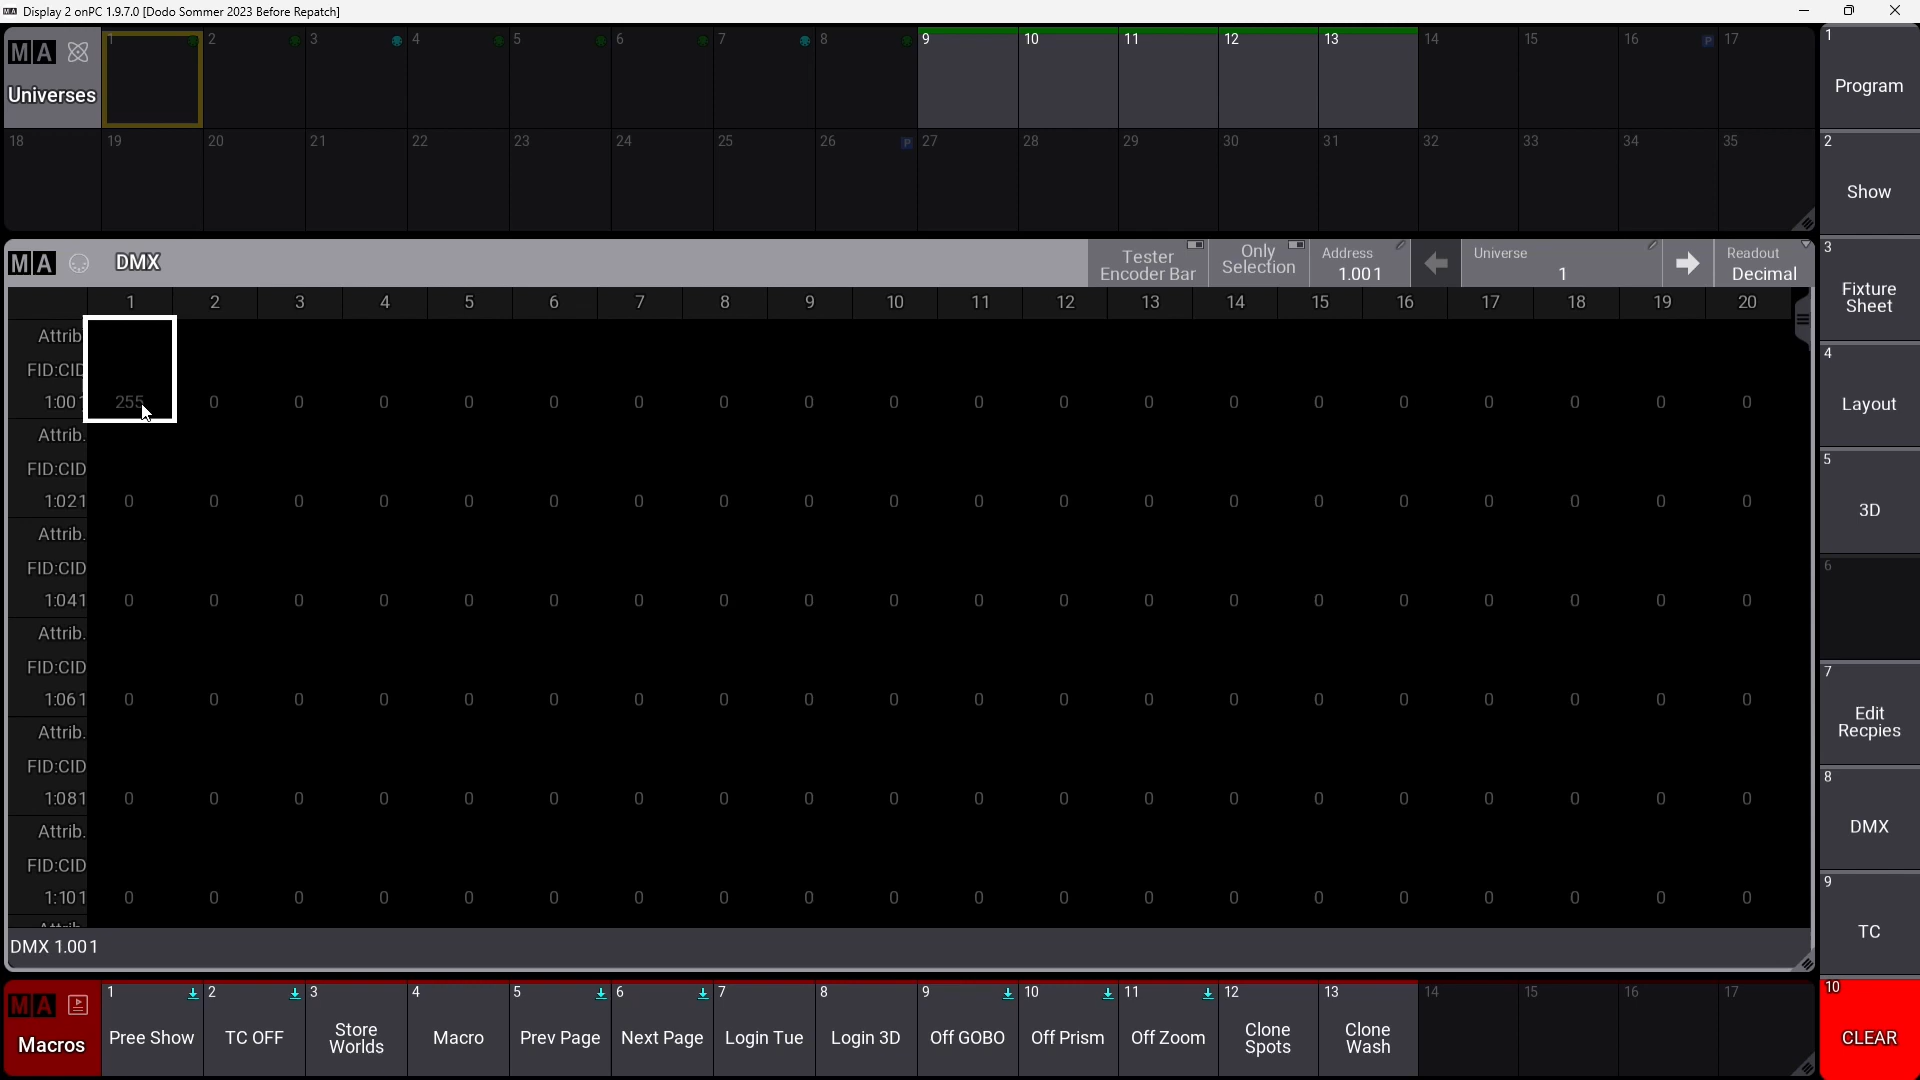 Display 2 onPC 1.9.7.0 [Dodo Sommer 2023 Before Repatch]
MA Universes 1 2 3 4 5 6 7 8 9 10 11 12 13 14 15 16 P 17
18 19 20 21 22 23 24 25 26 P 27 28 29 30 31 32 33 34 35
MA DMX Tester Encoder Bar Only Selection Address 1.001 Universe 1 Readout Decimal
1 2 3 4 5 6 7 8 9 10 11 12 13 14 15 16 17 18 19 20
Attrib
FID:CID
1:001 255 0 0 0 0 0 0 0 0 0 0 0 0 0 0 0 0 0 0 0
Attrib.
FID:CID
1:021 0 0 0 0 0 0 0 0 0 0 0 0 0 0 0 0 0 0 0 0
Attrib.
FID:CID
1:041 0 0 0 0 0 0 0 0 0 0 0 0 0 0 0 0 0 0 0 0
Attrib.
FID:CID
1:061 0 0 0 0 0 0 0 0 0 0 0 0 0 0 0 0 0 0 0 0
Attrib.
FID:CID
1:081 0 0 0 0 0 0 0 0 0 0 0 0 0 0 0 0 0 0 0 0
Attrib.
FID:CID
1:101 0 0 0 0 0 0 0 0 0 0 0 0 0 0 0 0 0 0 0 0
Attrib.
DMX 1.001
MA Macros
1 Pree Show
2 TC OFF
3 Store Worlds
4 Macro
5 Prev Page
6 Next Page
7 Login Tue
8 Login 3D
9 Off GOBO
10 Off Prism
11 Off Zoom
12 Clone Spots
13 Clone Wash
14 15 16 17
1 Program
2 Show
3 Fixture Sheet
4 Layout
5 3D
6
7 Edit Recpies
8 DMX
9 TC
10 CLEAR